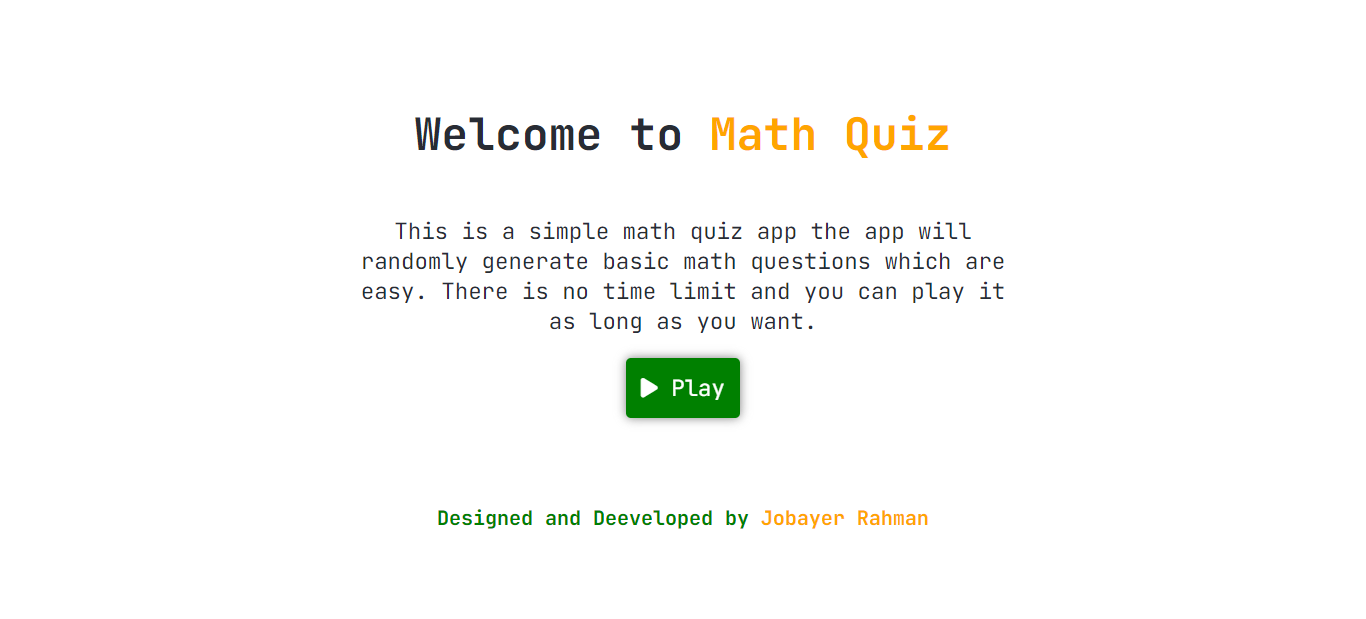 Welcome to Math Quiz
This is a simple math quiz app the app will
randomly generate basic math questions which are
easy. There is no time limit and you can play it
as long as you want.
Play
Designed and Deeveloped by Jobayer Rahman